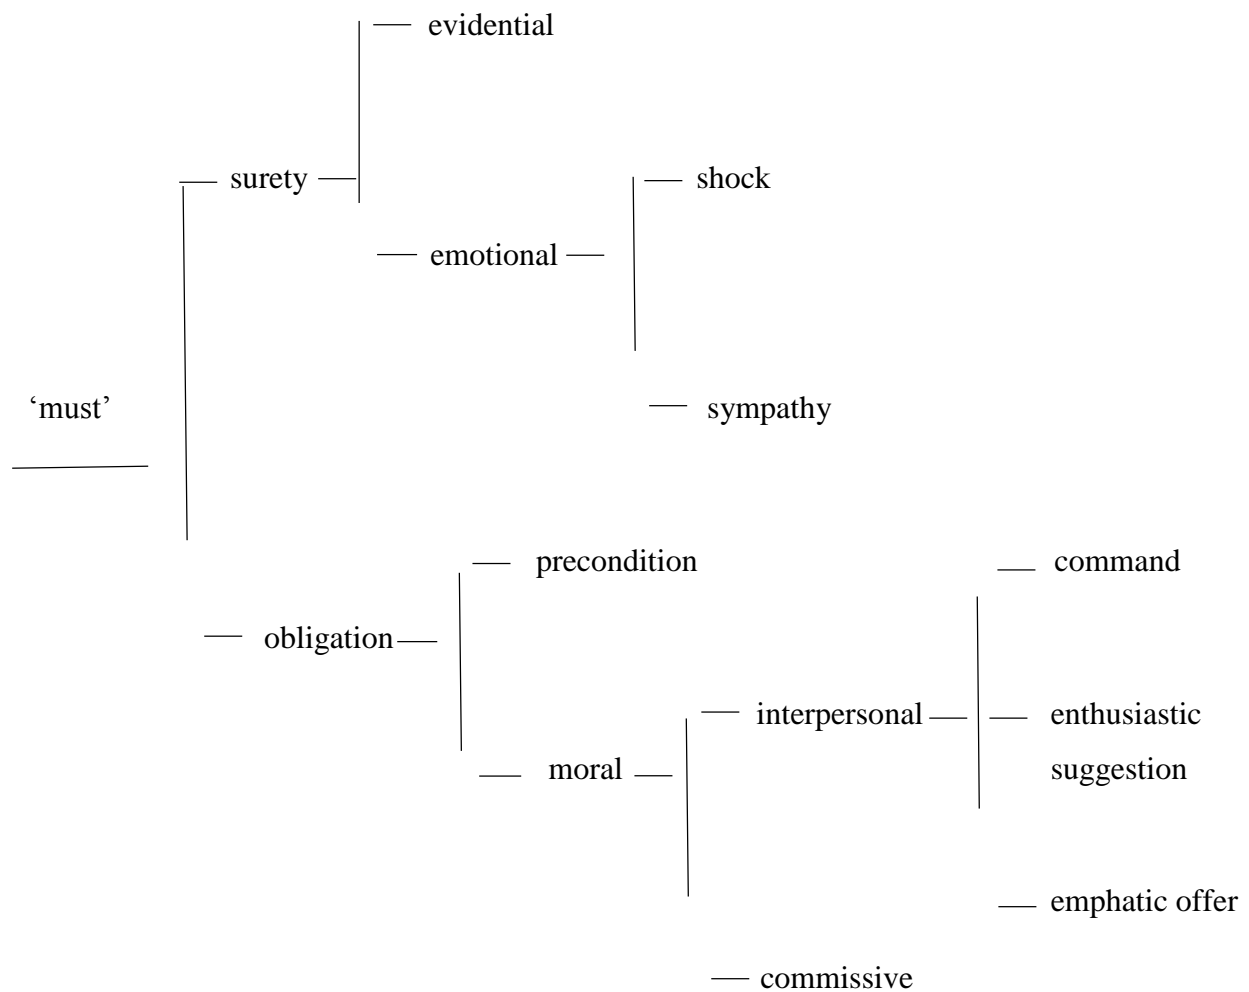 evidential
surety
shock
emotional
‘must’
sympathy
precondition
command
obligation
interpersonal
enthusiastic
suggestion
moral
emphatic offer
commissive